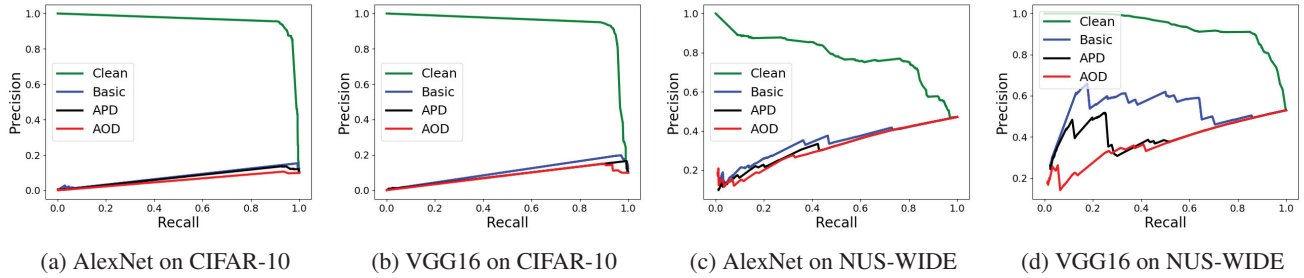 Precision
1.0
0.8
0.6
0.4
0.2
0.0
Clean
Basic
APD
AOD
0.0 0.2 0.4 0.6 0.8 1.0
Recall
(a) AlexNet on CIFAR-10
Precision
1.0
0.8
0.6
0.4
0.2
0.0
Clean
Basic
APD
AOD
0.0 0.2 0.4 0.6 0.8 1.0
Recall
(b) VGG16 on CIFAR-10
Precision
1.0
0.8
0.6
0.4
0.2
Clean
Basic
APD
AOD
0.0 0.2 0.4 0.6 0.8 1.0
Recall
(c) AlexNet on NUS-WIDE
Precision
1.0
0.8
0.6
0.4
0.2
Clean
Basic
APD
AOD
0.0 0.2 0.4 0.6 0.8 1.0
Recall
(d) VGG16 on NUS-WIDE